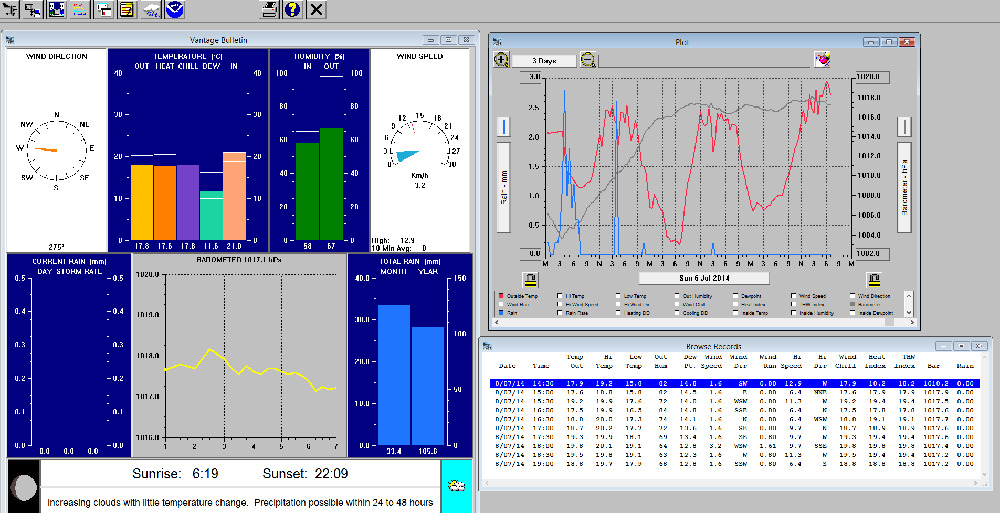 NOAA
Vantage Bulletin
WIND DIRECTION
N
NW NE
W E
SW SE
S
275°
TEMPERATURE (°C)
OUT HEAT CHILL DEW IN
40 40
30 30
20 20
10 10
0 0
17.8 17.6 17.8 11.6 21.0
HUMIDITY (%)
IN OUT
100 100
80 80
60 60
40 40
20 20
0 0
58 67
WIND SPEED
0 3 6 9 12 15 18 21 24 27 30
Km/h
3.2
High: 12.9
10 Min Avg: 0
CURRENT RAIN (mm)
DAY STORM RATE
0.5 0.5
0.4 0.4
0.3 0.3
0.2 0.2
0.1 0.1
0.0 0.0
0.0 0.0 0.0
BAROMETER 1017.1 hPa
1020.0
1019.0
1018.0
1017.0
1016.0
1 2 3 4 5 6 7
TOTAL RAIN (mm)
MONTH YEAR
40.0 150
30.0
100
20.0
50
10.0
0.0 0
33.4 105.6
Sunrise: 6:19 Sunset: 22:09
Increasing clouds with little temperature change. Precipitation possible within 24 to 48 hours
Plot
3 Days
3.0
2.5
2.0
1.5
1.0
0.5
0.0
Rain - mm
1020.0
1018.0
1016.0
1014.0
1012.0
1010.0
1008.0
1006.0
1004.0
1002.0
Barometer - hPa
M 3 6 9 N 3 6 9 M 3 6 9 N 3 6 9 M 3 6 9 N 3 6 9 M
Sun 6 Jul 2014
Outside Temp Hi Temp Low Temp Out Humidity Dewpoint Wind Speed Wind Direction
Wind Run Hi Wind Speed Hi Wind Dir Wind Chill Heat Index THW Index Barometer
Rain Rain Rate Heating DD Cooling DD Inside Temp Inside Humidity Inside Dewpoint
Browse Records
Temp Hi Low Out Dew Wind Wind Wind Hi Hi Wind Heat THW
Date Time Out Temp Temp Hum Pt. Speed Dir Run Speed Dir Chill Index Index Bar Rain
8/07/14 14:30 17.9 19.2 15.8 82 14.8 1.6 SW 0.80 12.9 W 17.9 18.2 18.2 1018.2 0.00
8/07/14 15:00 17.6 18.8 15.8 82 14.5 1.6 E 0.80 6.4 NNE 17.6 17.9 17.9 1017.9 0.00
8/07/14 15:30 19.2 19.9 17.6 72 14.0 1.6 WSW 0.80 11.3 W 19.2 19.4 19.4 1017.5 0.00
8/07/14 16:00 17.5 19.9 16.5 84 14.8 1.6 SSE 0.80 6.4 N 17.5 17.8 17.8 1017.6 0.00
8/07/14 16:30 18.8 20.0 17.3 74 14.1 1.6 N 0.80 6.4 WSW 18.8 19.1 19.1 1017.7 0.00
8/07/14 17:00 18.7 20.2 17.7 72 13.6 1.6 SE 0.80 9.7 N 18.7 18.9 18.9 1017.6 0.00
8/07/14 17:30 19.3 19.9 18.1 69 13.4 1.6 SE 0.80 9.7 W 19.3 19.4 19.4 1017.6 0.00
8/07/14 18:00 19.8 20.1 19.1 64 12.8 3.2 WSW 1.61 9.7 SSE 19.8 19.8 19.8 1017.4 0.00
8/07/14 18:30 19.5 19.8 19.1 63 12.3 1.6 W 0.80 11.3 W 19.5 19.4 19.4 1017.2 0.00
8/07/14 19:00 18.8 19.7 17.9 68 12.8 1.6 SSW 0.80 6.4 S 18.8 18.8 18.8 1017.2 0.00